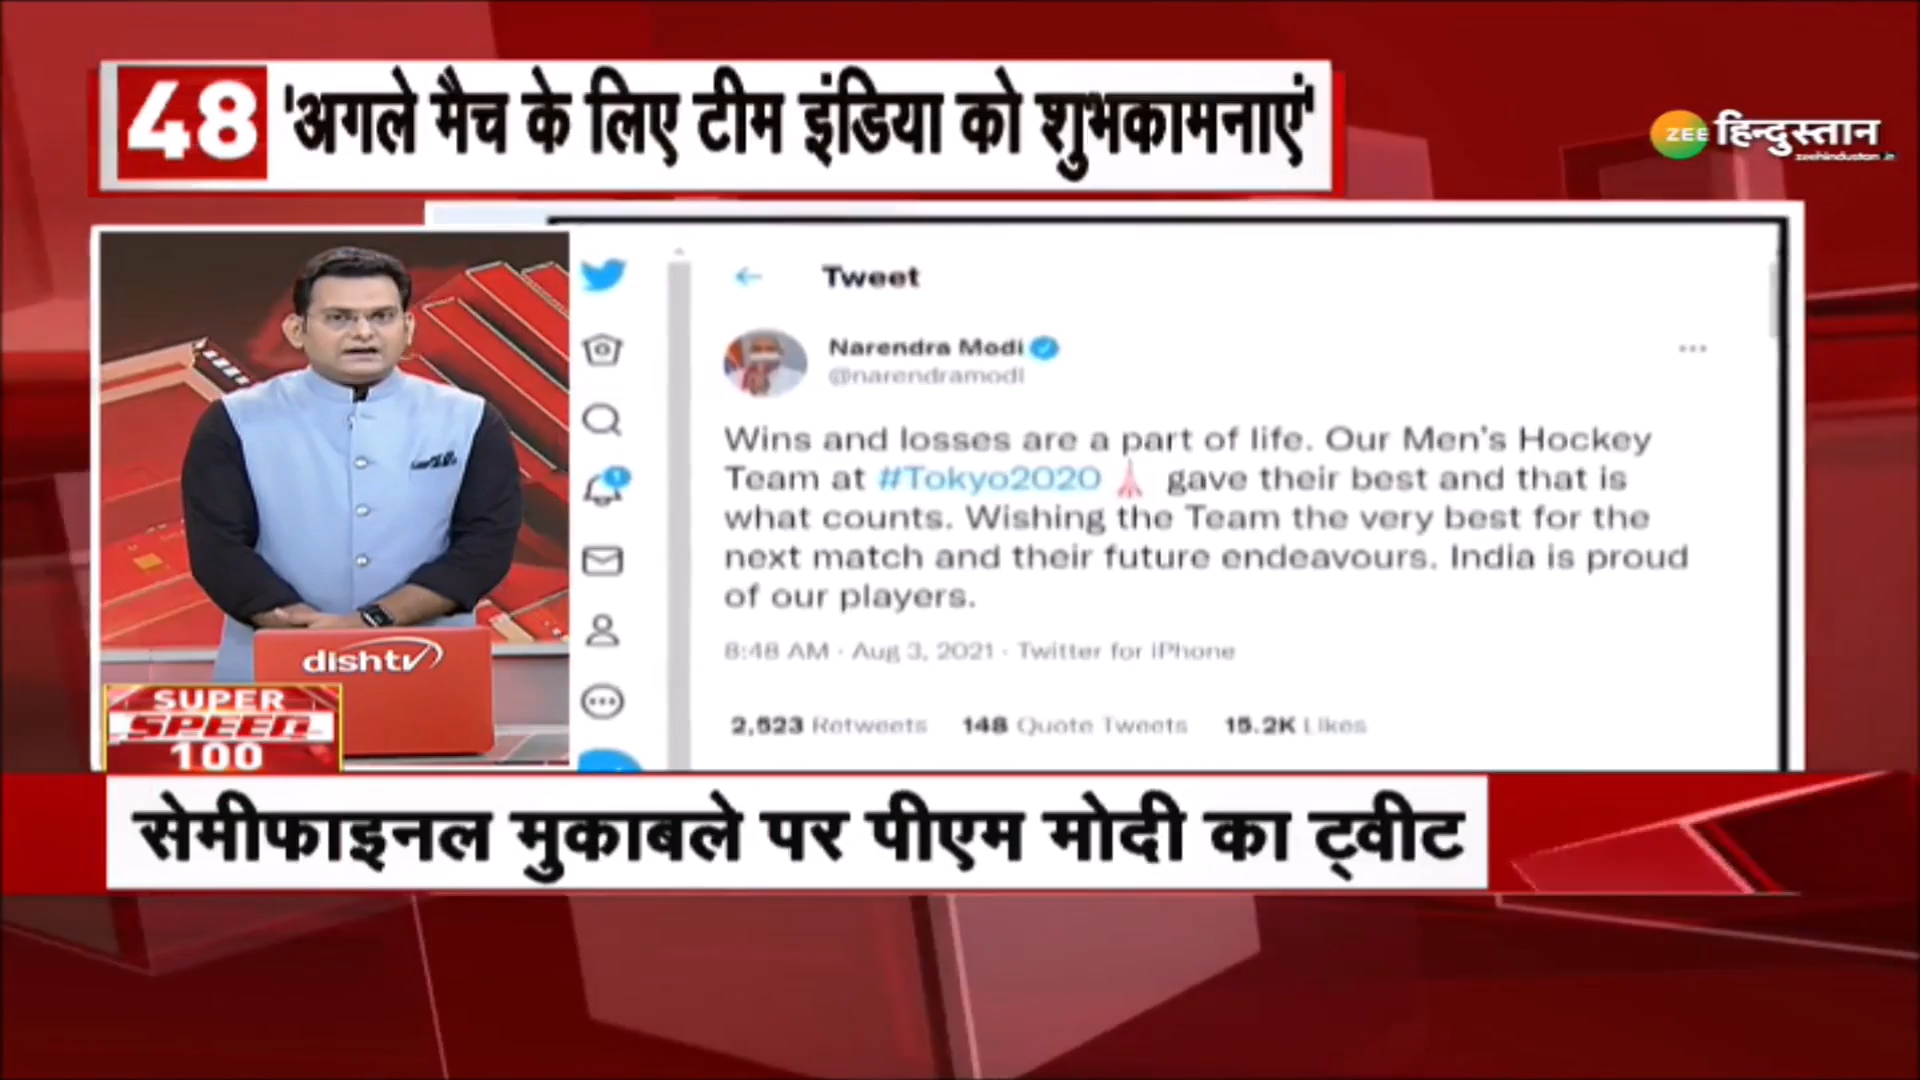 48 'अगले मैच के लिए टीम इंडिया को शुभकामनाएं'
ZEE हिन्दुस्तान
zeehindustan.in
Tweet
Narendra Modi
@narendramodi
Wins and losses are a part of life. Our Men's Hockey
Team at #Tokyo2020 gave their best and that is
what counts. Wishing the Team the very best for the
next match and their future endeavours. India is proud
of our players.
8:48 AM · Aug 3, 2021 · Twitter for iPhone
2,523 Retweets 148 Quote Tweets 15.2K Likes
dishtv
SUPER
SPEED
100
सेमीफाइनल मुकाबले पर पीएम मोदी का ट्वीट